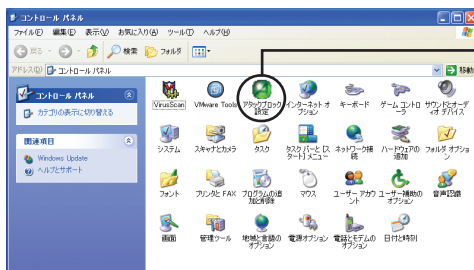 コントロール パネル
ファイル(F) 編集(E) 表示(V) お気に入り(A) ツール(T) ヘルプ(H)
戻る 検索 フォルダ
アドレス(D) コントロール パネル 移動
コントロール パネル
カテゴリの表示に切り替える
関連項目
Windows Update
ヘルプとサポート
VirusScan VMware Tools アタックブロック設定 インターネット オプション キーボード ゲーム コントローラ サウンドとオーディオ デバイス
システム スキャナとカメラ タスク タスク バーと [スタート] メニュー ネットワーク接続 ハードウェアの追加 フォルダ オプション
フォント プリンタと FAX プログラムの追加と削除 マウス ユーザー アカウント ユーザー補助のオプション 音声認識
画面 管理ツール 地域と言語のオプション 電源オプション 電話とモデムのオプション 日付と時刻